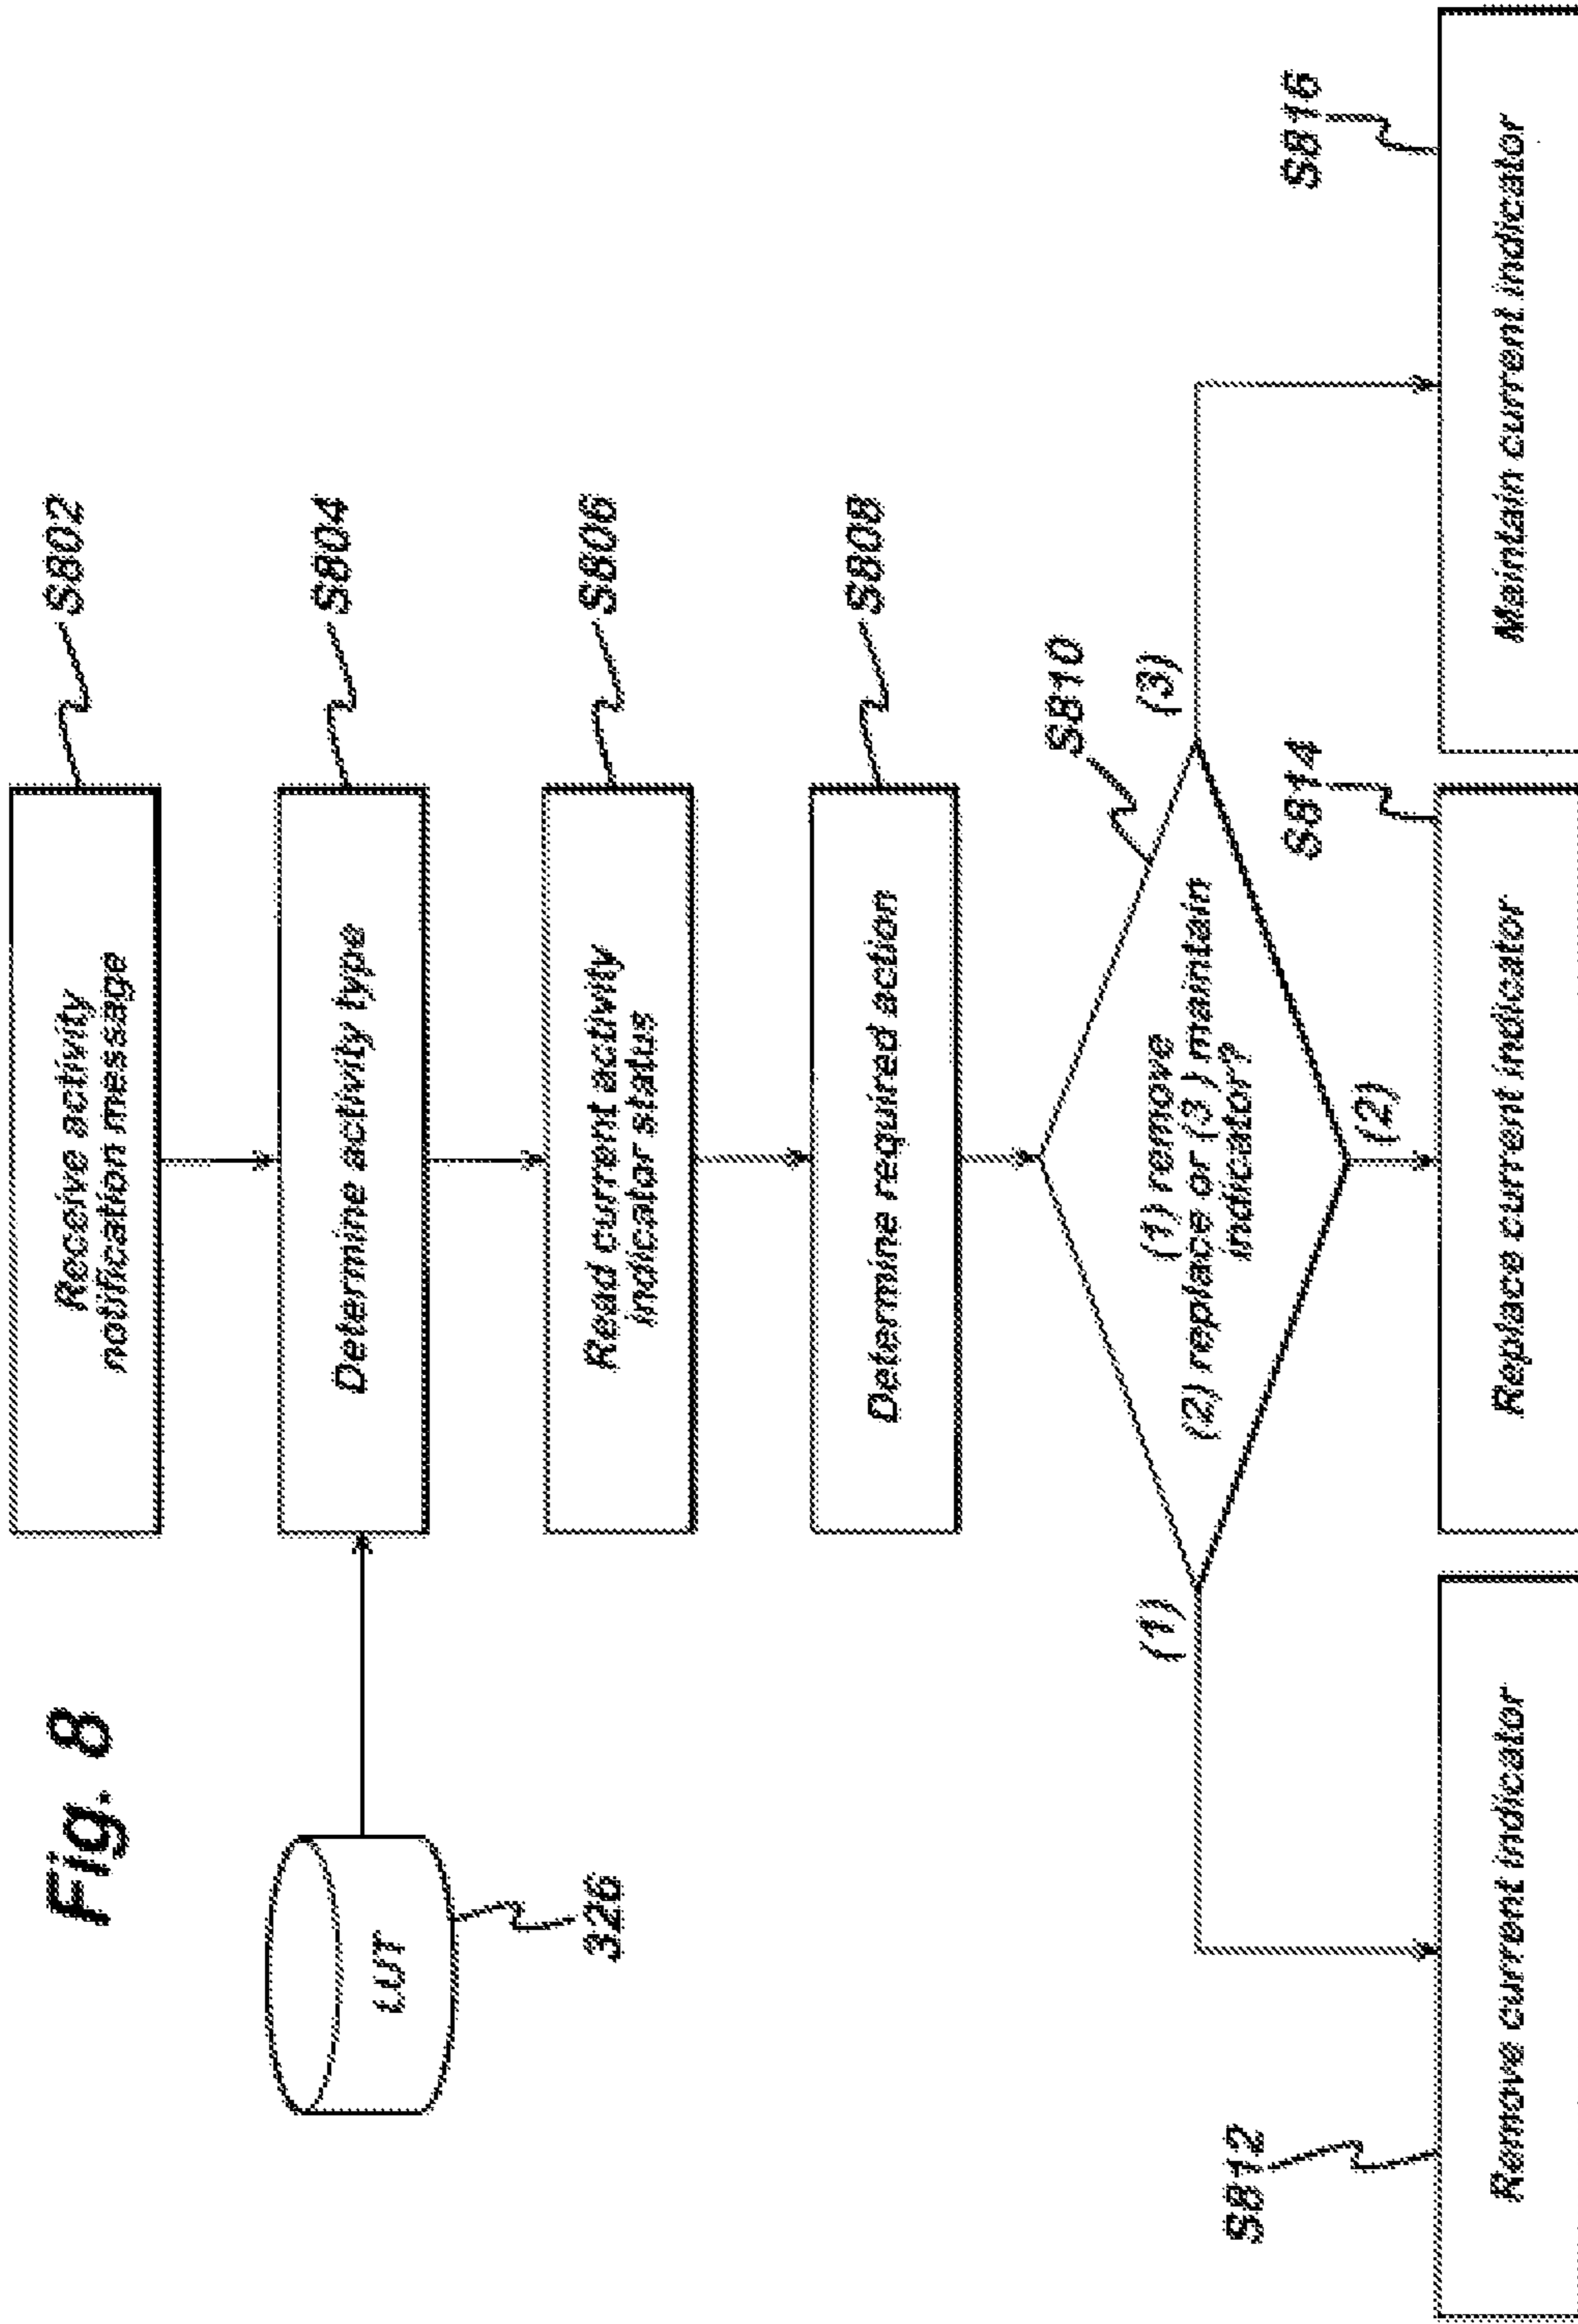 Fig. 8
Receive activity
notification message
S802
LUT
326
Determine activity type
S804
Read current activity
indicator status
S806
Determine required action
S808
(1) remove
(2) replace or (3) maintain
indicator?
S810
(1)
(2)
(3)
S812
Remove current indicator
S814
Replace current indicator
S816
Maintain current indicator